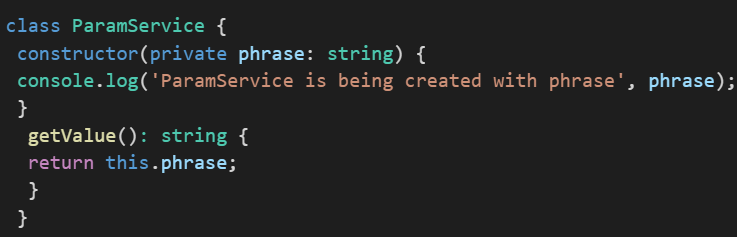 class ParamService {
constructor(private phrase: string) {
console.log('ParamService is being created with phrase', phrase);
}
getValue(): string {
return this.phrase;
}
}